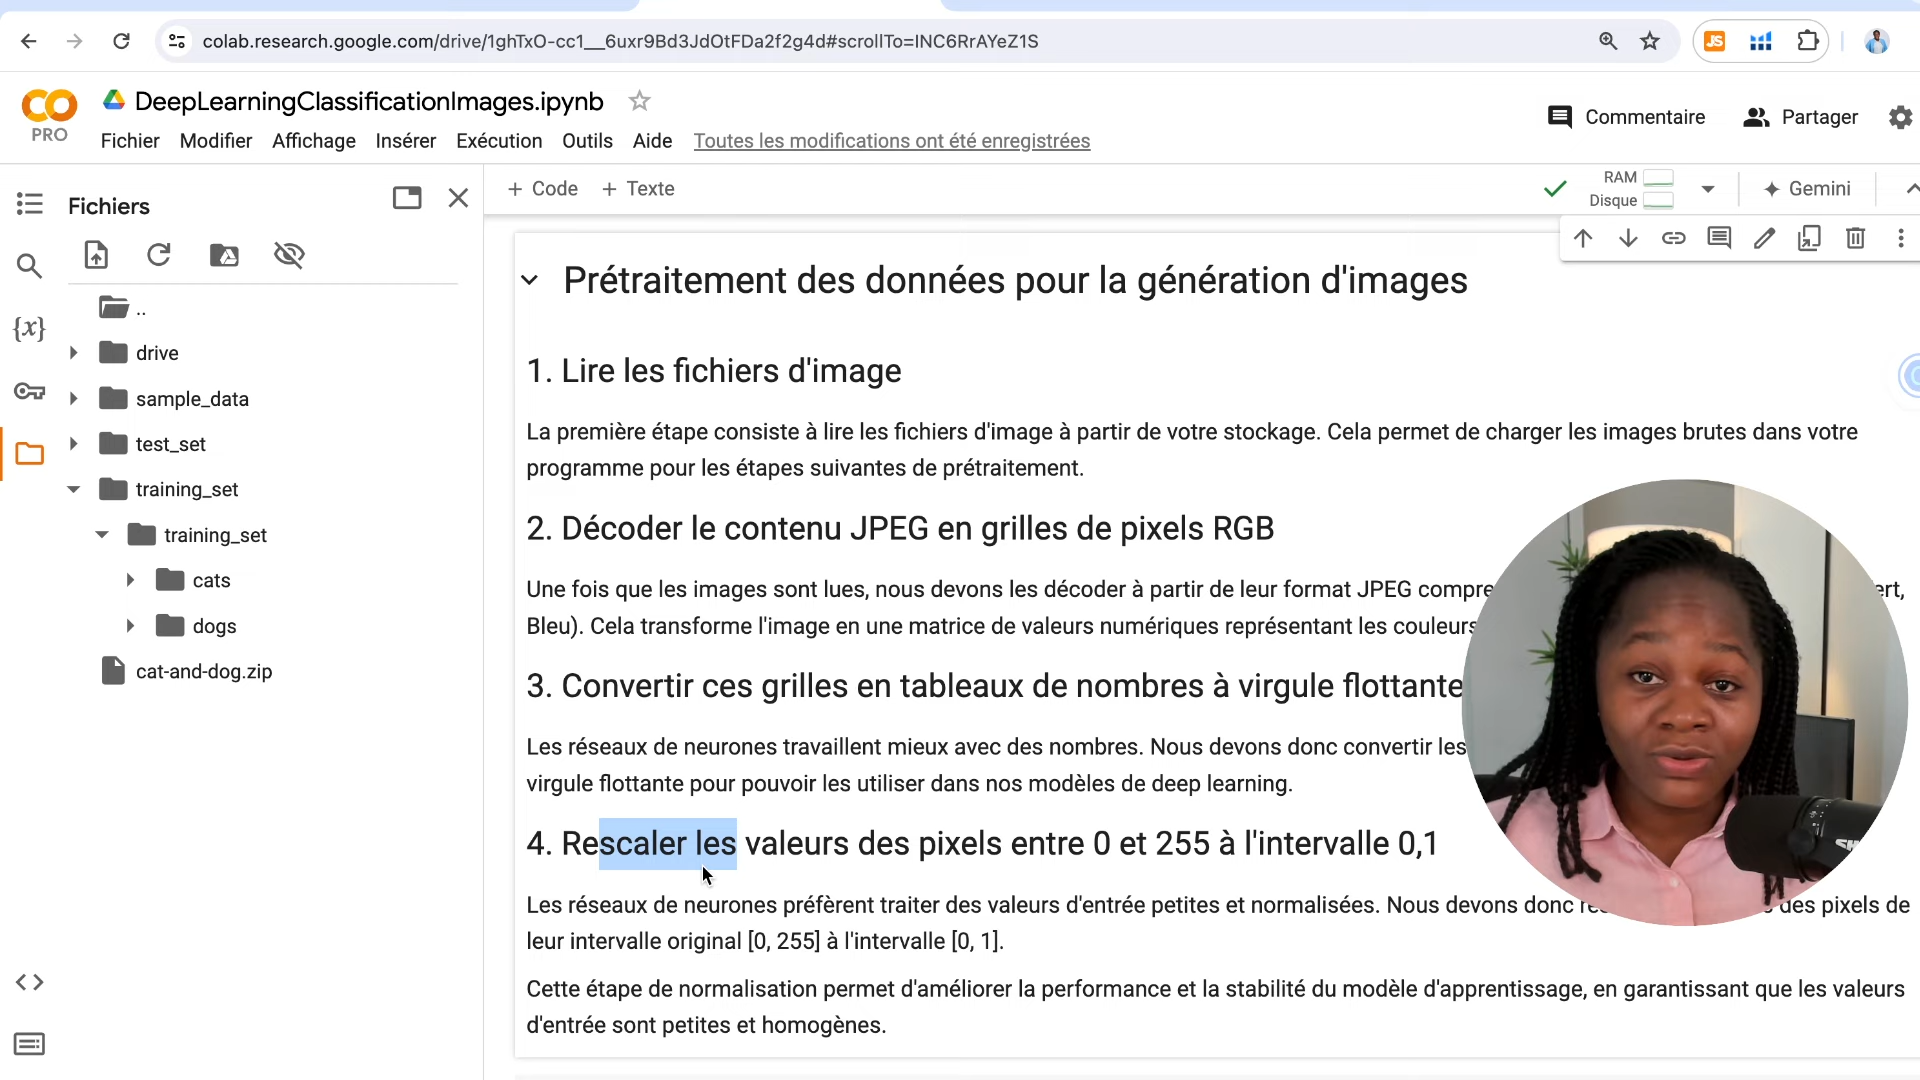 colab.research.google.com/drive/1ghTxO-cc1__6uxr9Bd3JdOtFDa2f2g4d#scrollTo=INC6RrAYeZ1S
JS
PRO
DeepLearningClassificationImages.ipynb
Fichier Modifier Affichage Insérer Exécution Outils Aide Toutes les modifications ont été enregistrées
Commentaire Partager
Fichiers
+ Code + Texte
RAM
Disque
Gemini
{x}
..
drive
sample_data
test_set
training_set
training_set
cats
dogs
cat-and-dog.zip
Prétraitement des données pour la génération d'images
1. Lire les fichiers d'image
La première étape consiste à lire les fichiers d'image à partir de votre stockage. Cela permet de charger les images brutes dans votre
programme pour les étapes suivantes de prétraitement.
2. Décoder le contenu JPEG en grilles de pixels RGB
Une fois que les images sont lues, nous devons les décoder à partir de leur format JPEG compre ert,
Bleu). Cela transforme l'image en une matrice de valeurs numériques représentant les couleurs
3. Convertir ces grilles en tableaux de nombres à virgule flottante
Les réseaux de neurones travaillent mieux avec des nombres. Nous devons donc convertir les
virgule flottante pour pouvoir les utiliser dans nos modèles de deep learning.
4. Rescaler les valeurs des pixels entre 0 et 255 à l'intervalle 0,1
Les réseaux de neurones préfèrent traiter des valeurs d'entrée petites et normalisées. Nous devons donc des pixels de
leur intervalle original [0, 255] à l'intervalle [0, 1].
Cette étape de normalisation permet d'améliorer la performance et la stabilité du modèle d'apprentissage, en garantissant que les valeurs
d'entrée sont petites et homogènes.